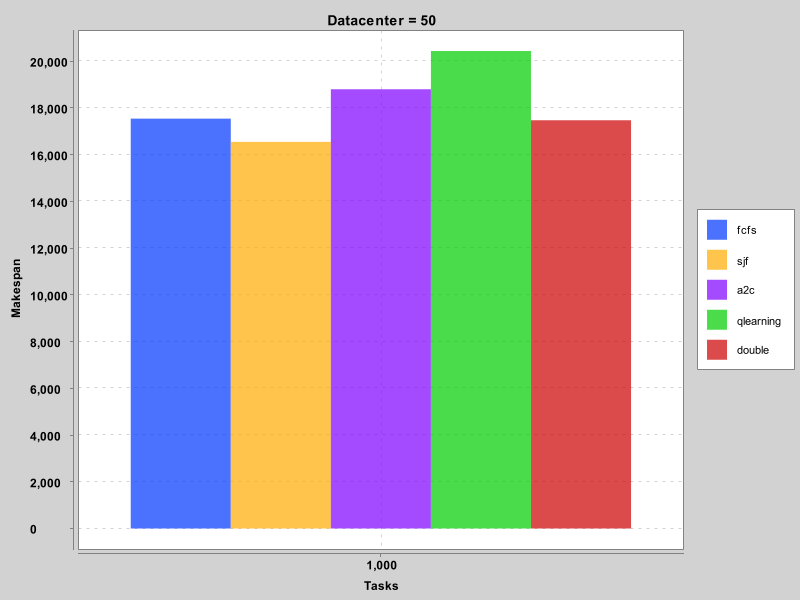 Datacenter = 50
20,000
18,000
16,000
14,000
12,000
10,000
8,000
6,000
4,000
2,000
0
Makespan
1,000
Tasks
fcfs
sjf
a2c
qlearning
double